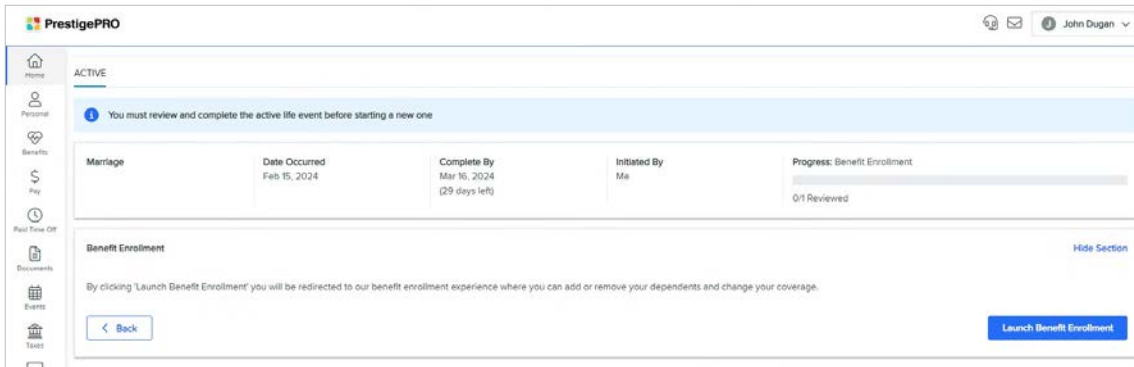 PrestigePRO
J John Dugan
Home
Personal
Benefits
Pay
Paid Time Off
Documents
Events
Taxes
ACTIVE
You must review and complete the active life event before starting a new one
Marriage
Date Occurred
Feb 15, 2024
Complete By
Mar 16, 2024
(29 days left)
Initiated By
Me
Progress: Benefit Enrollment
0/1 Reviewed
Benefit Enrollment
Hide Section
By clicking 'Launch Benefit Enrollment' you will be redirected to our benefit enrollment experience where you can add or remove your dependents and change your coverage.
Back
Launch Benefit Enrollment